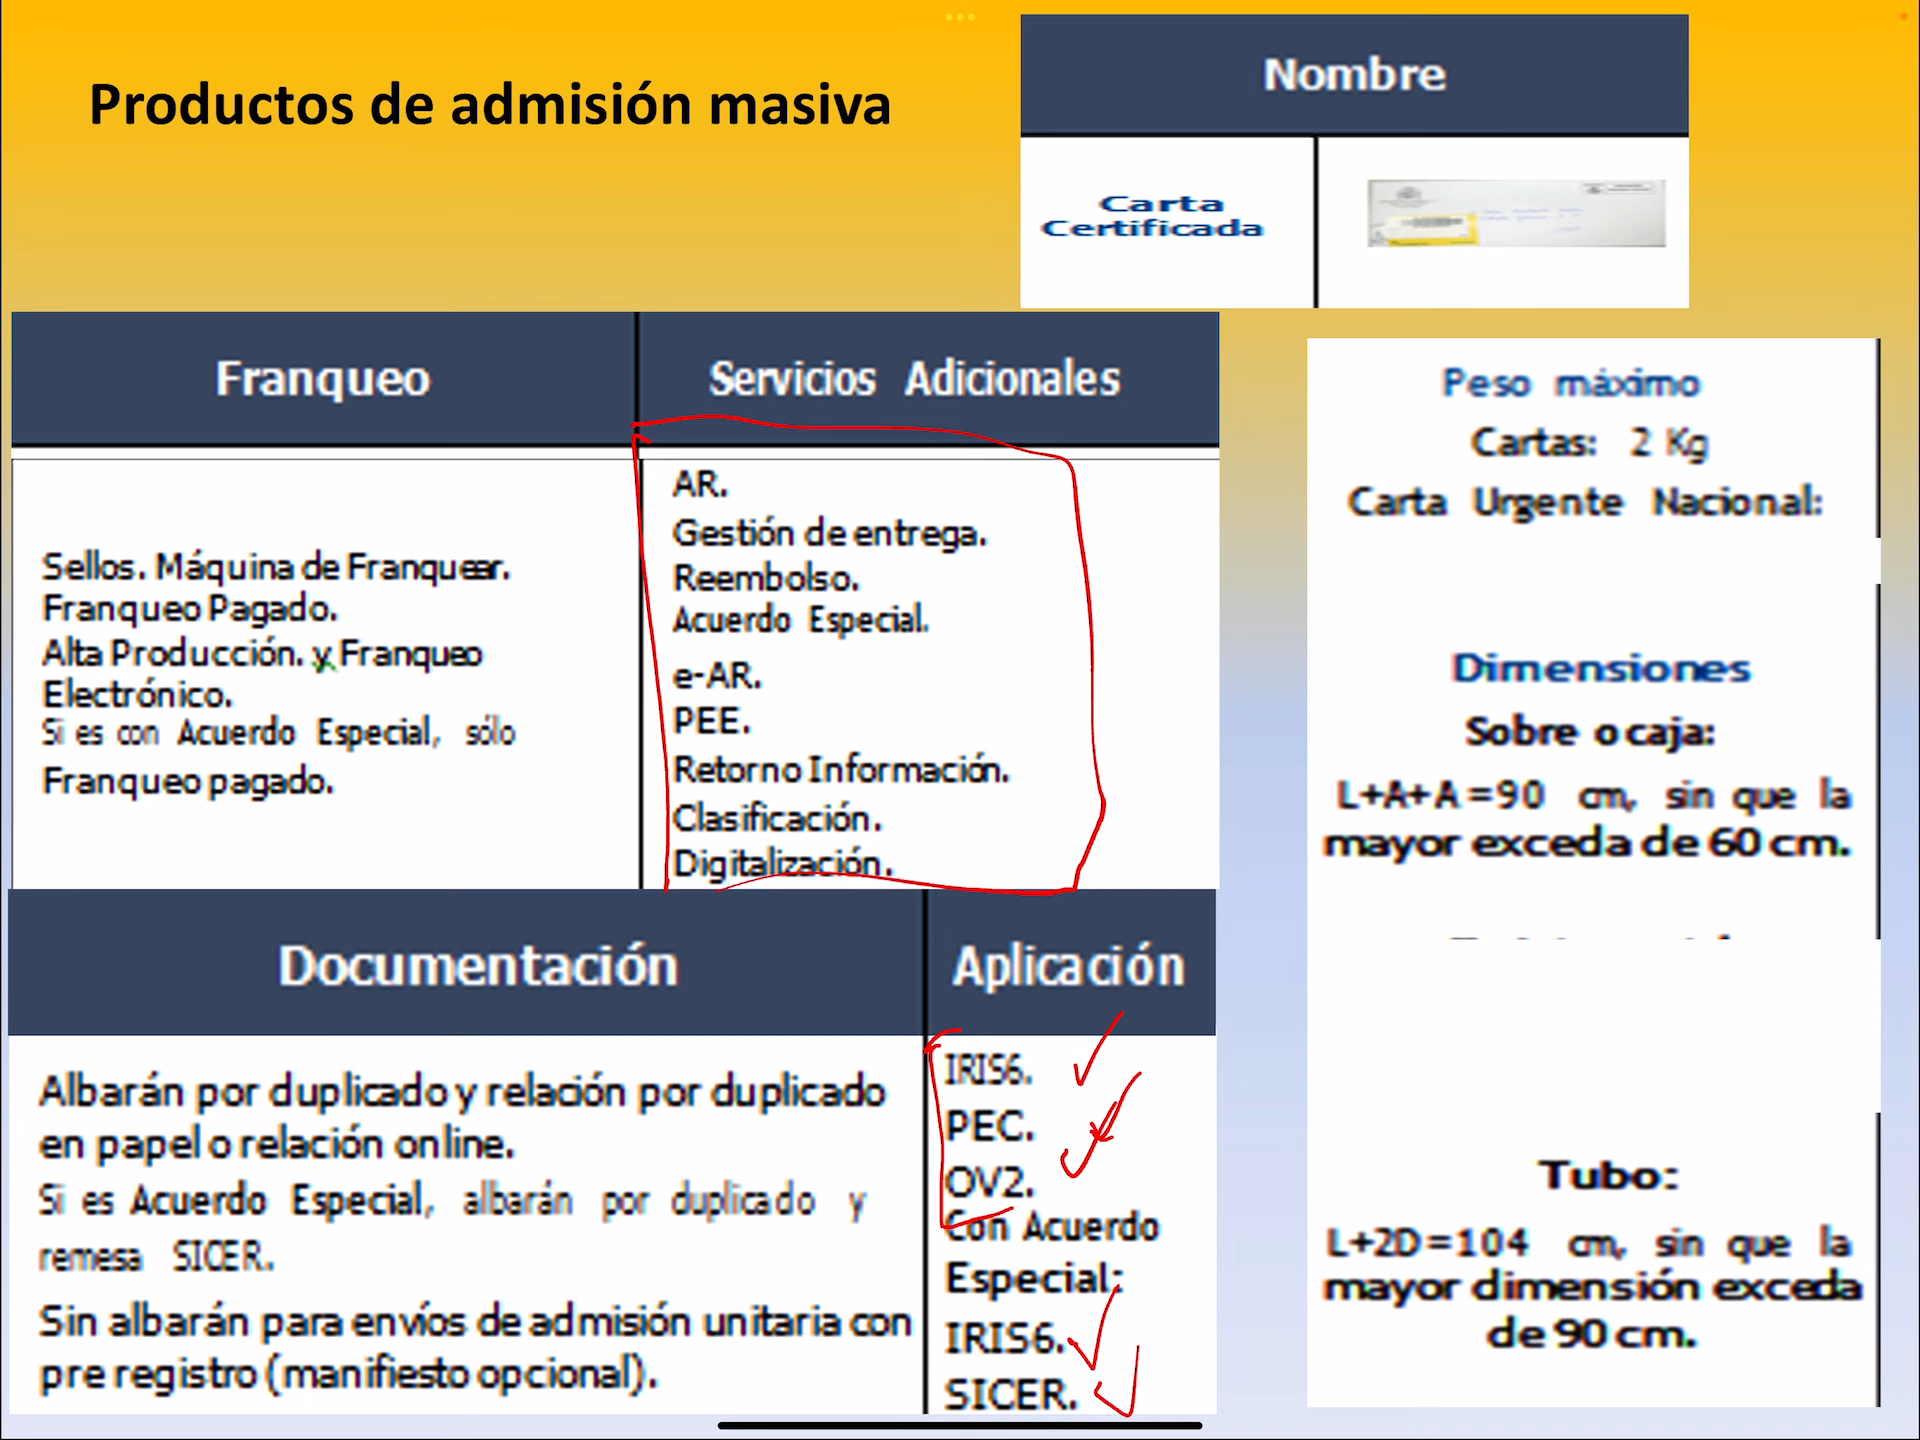 Productos de admisión masiva
Nombre
Carta
Certificada
Franqueo
Servicios Adicionales
Sellos. Máquina de Franquear.
Franqueo Pagado.
Alta Producción. y Franqueo
Electrónico.
Si es con Acuerdo Especial, sólo
Franqueo pagado.
AR.
Gestión de entrega.
Reembolso.
Acuerdo Especial.
e-AR.
PEE.
Retorno Información.
Clasificación.
Digitalización.
Peso máximo
Cartas: 2 Kg
Carta Urgente Nacional:
Dimensiones
Sobre o caja:
L+A+A=90 cm, sin que la
mayor exceda de 60 cm.
Tubo:
L+2D=104 cm, sin que la
mayor dimensión exceda
de 90 cm.
Documentación
Aplicación
Albarán por duplicado y relación por duplicado
en papel o relación online.
Si es Acuerdo Especial, albarán por duplicado y
remesa SICER.
Sin albarán para envíos de admisión unitaria con
pre registro (manifiesto opcional).
IRIS6.
PEC.
OV2.
Con Acuerdo
Especial:
IRIS6.
SICER.